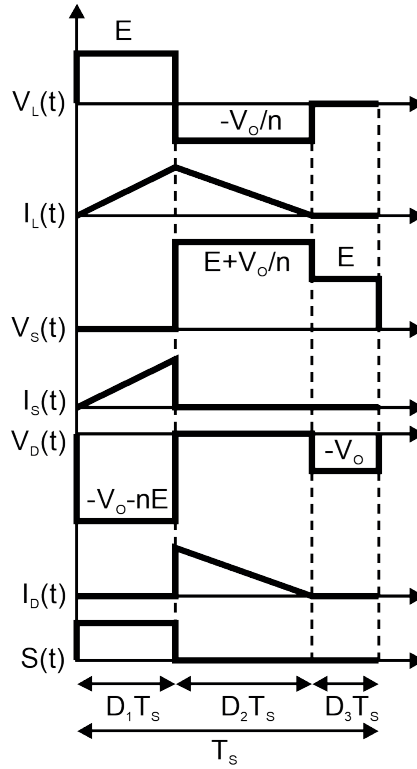 E
V_L(t)
-V_O/n
I_L(t)
E+V_O/n
E
V_S(t)
I_S(t)
V_D(t)
-V_O
-V_O-nE
I_D(t)
S(t)
D_1T_S
D_2T_S
D_3T_S
T_S